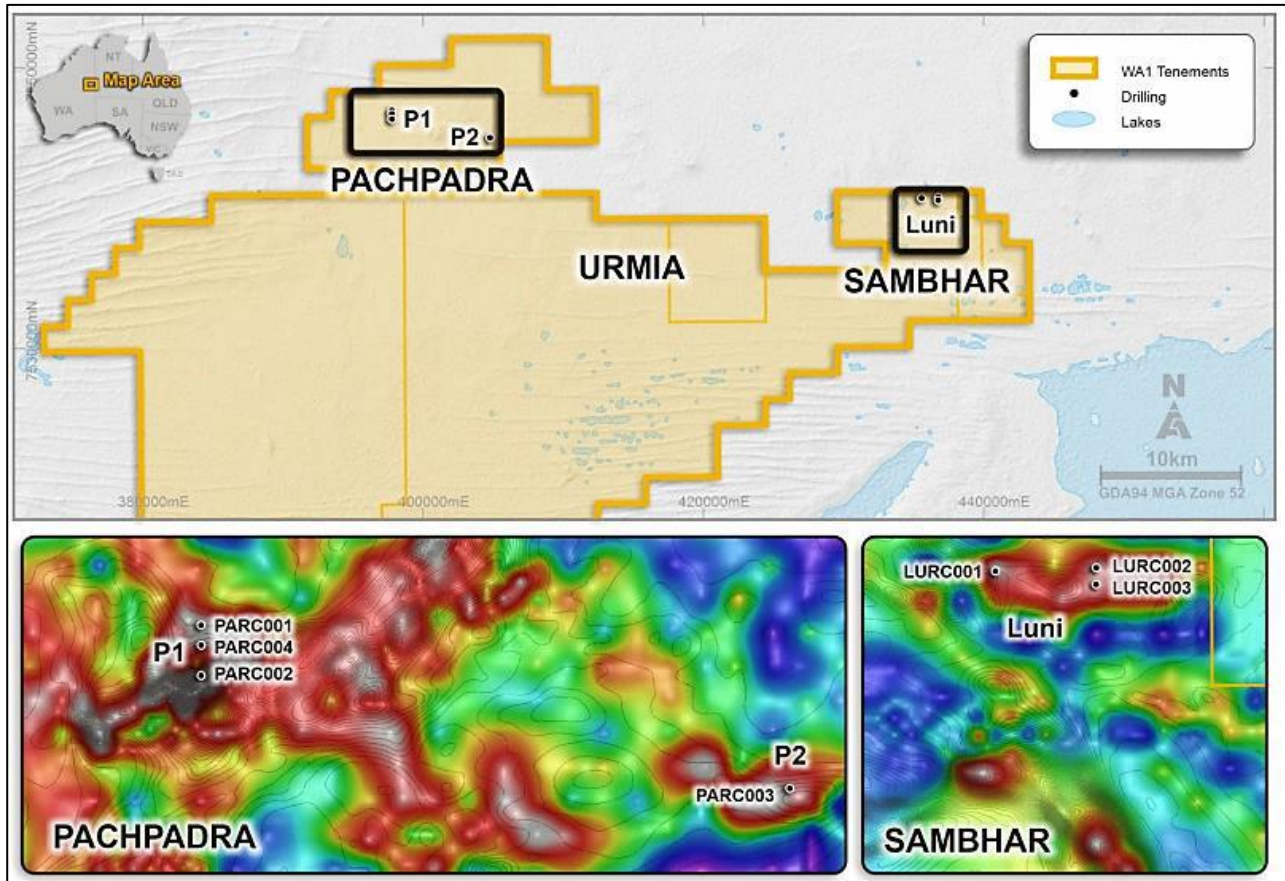 NT
Map Area
WA
SA
QLD
NSW
TAS
WA1 Tenements
Drilling
Lakes
P1
P2
PACHPADRA
URMIA
Luni
SAMBHAR
7530000mN
N
10km
GDA94 MGA Zone 52
380000mE
400000mE
420000mE
440000mE
P1
PARC001
PARC004
PARC002
P2
PARC003
PACHPADRA
LURC001
LURC002
LURC003
Luni
SAMBHAR